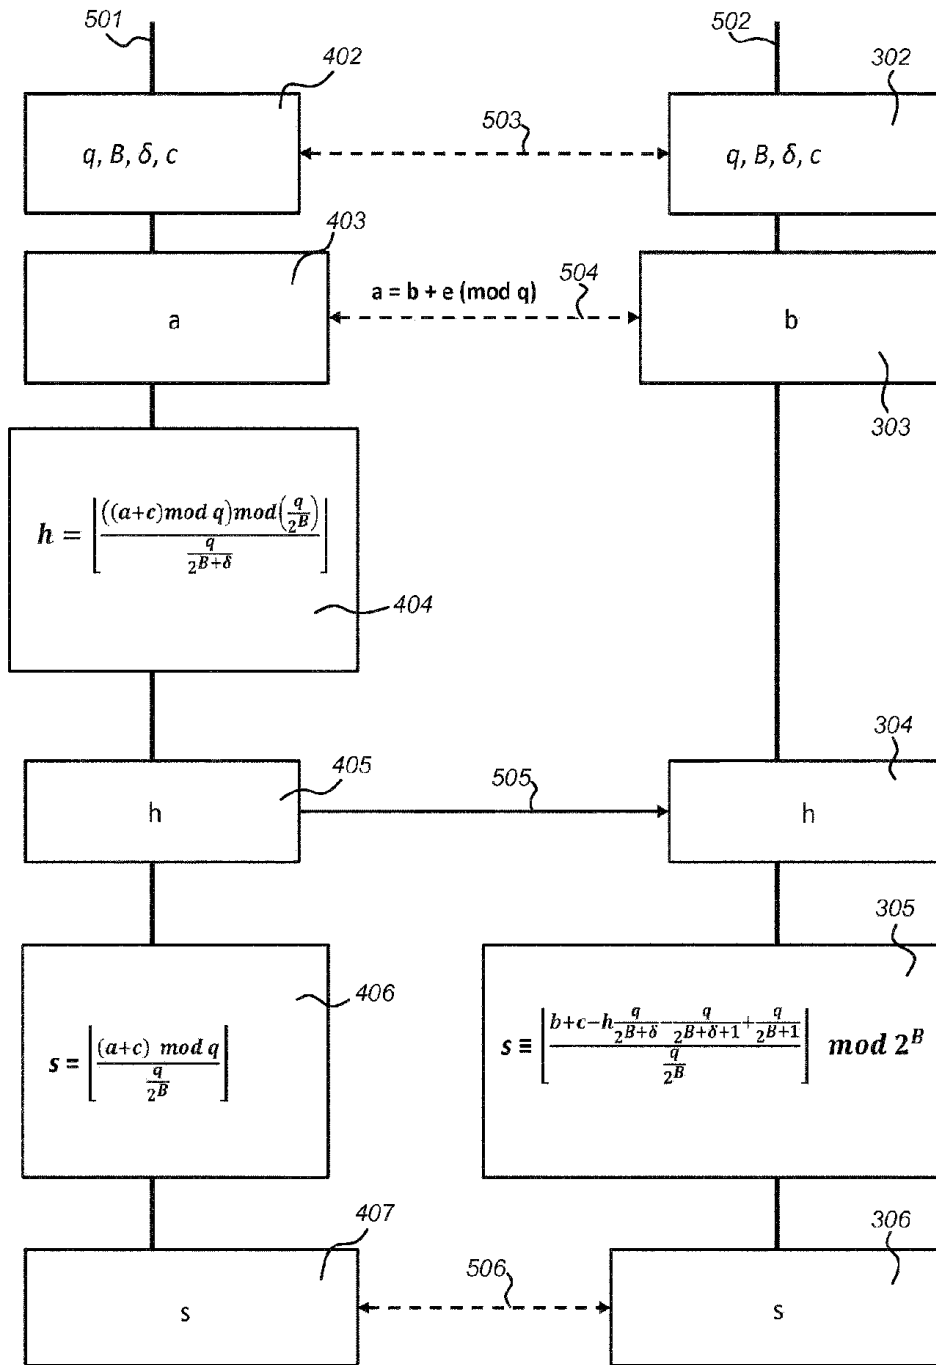 501
502
402
302
q, B, δ, c
503
q, B, δ, c
403
a = b + e (mod q)
504
a
b
303
h = ⌊((a+c)mod q)mod(q/2^B) / (q/2^(B+δ))⌋
404
405
304
505
h
h
305
406
s = ⌊(a+c) mod q / (q/2^B)⌋
s ≡ ⌊(b+c−h q/2^(B+δ) − q/2^(B+δ+1) + q/2^(B+1)) / (q/2^B)⌋ mod 2^B
407
306
506
s
s